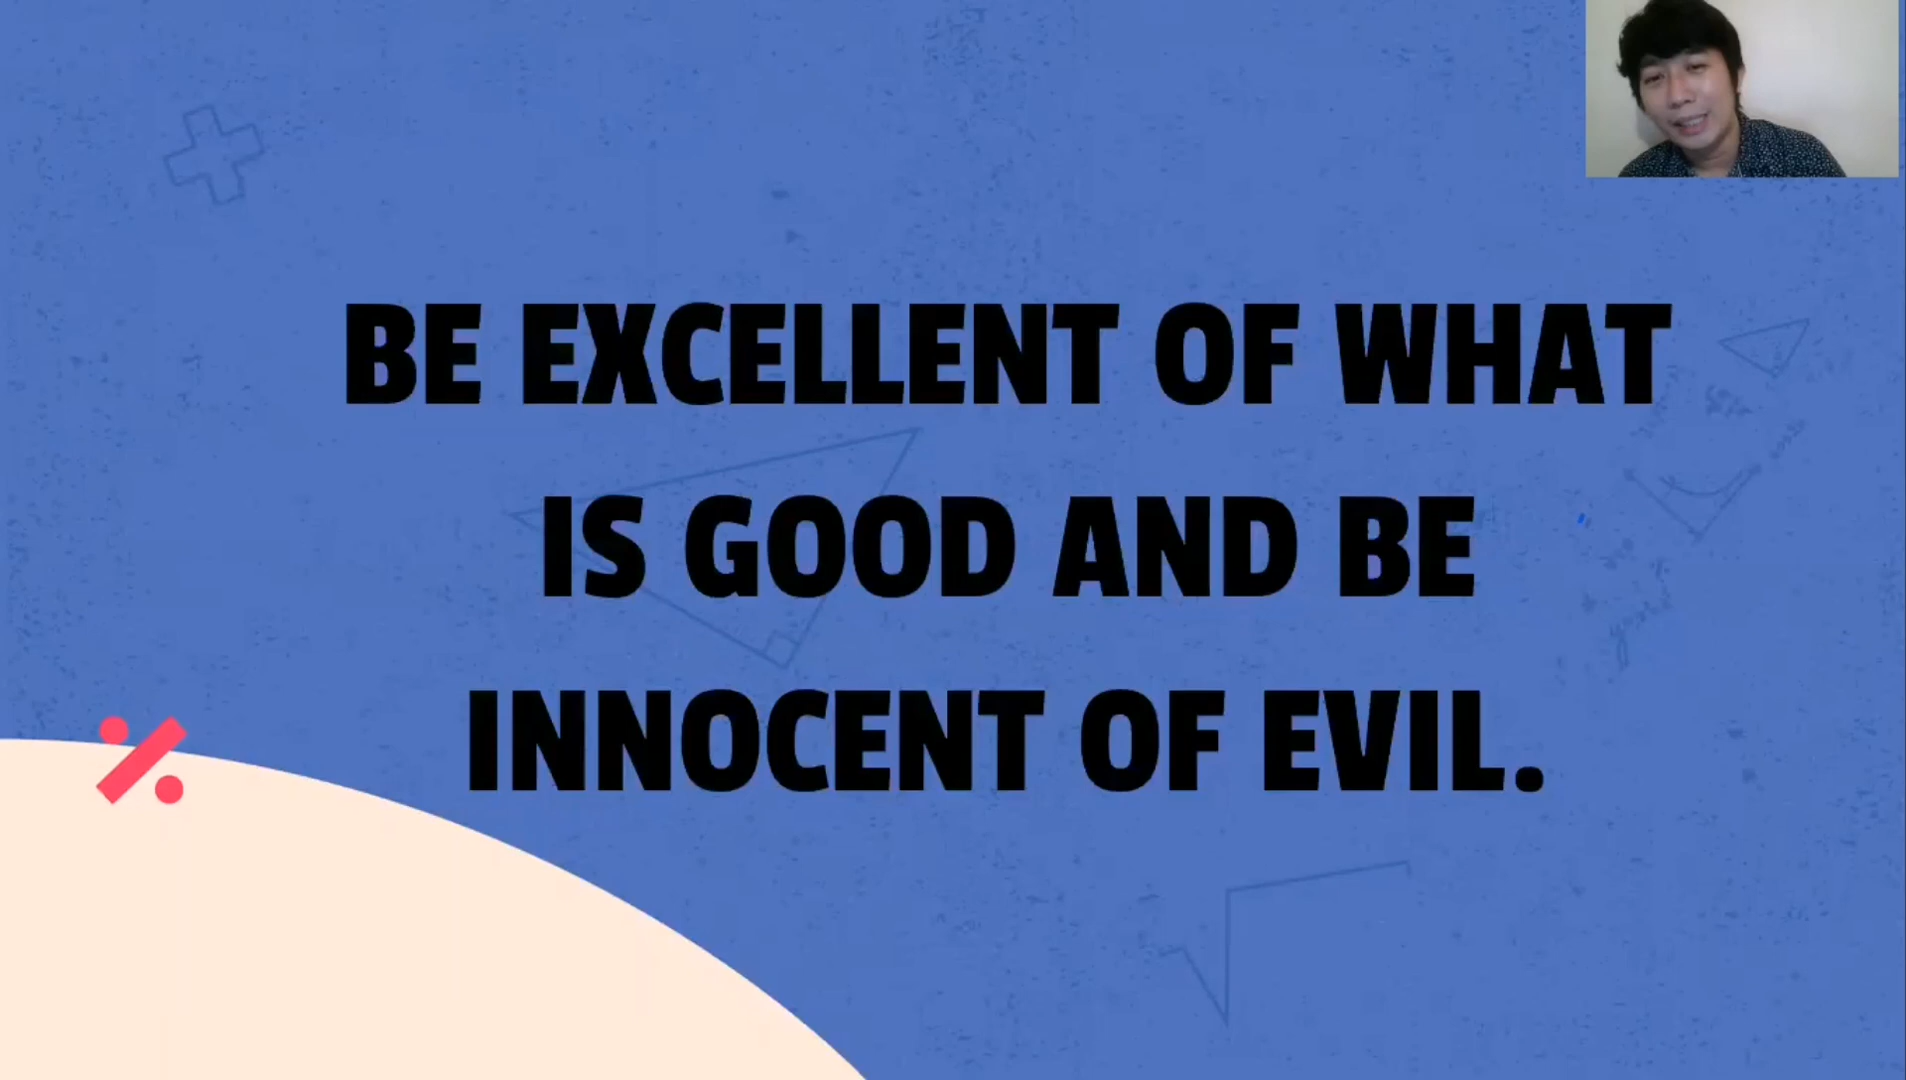 BE EXCELLENT OF WHAT
IS GOOD AND BE
INNOCENT OF EVIL.